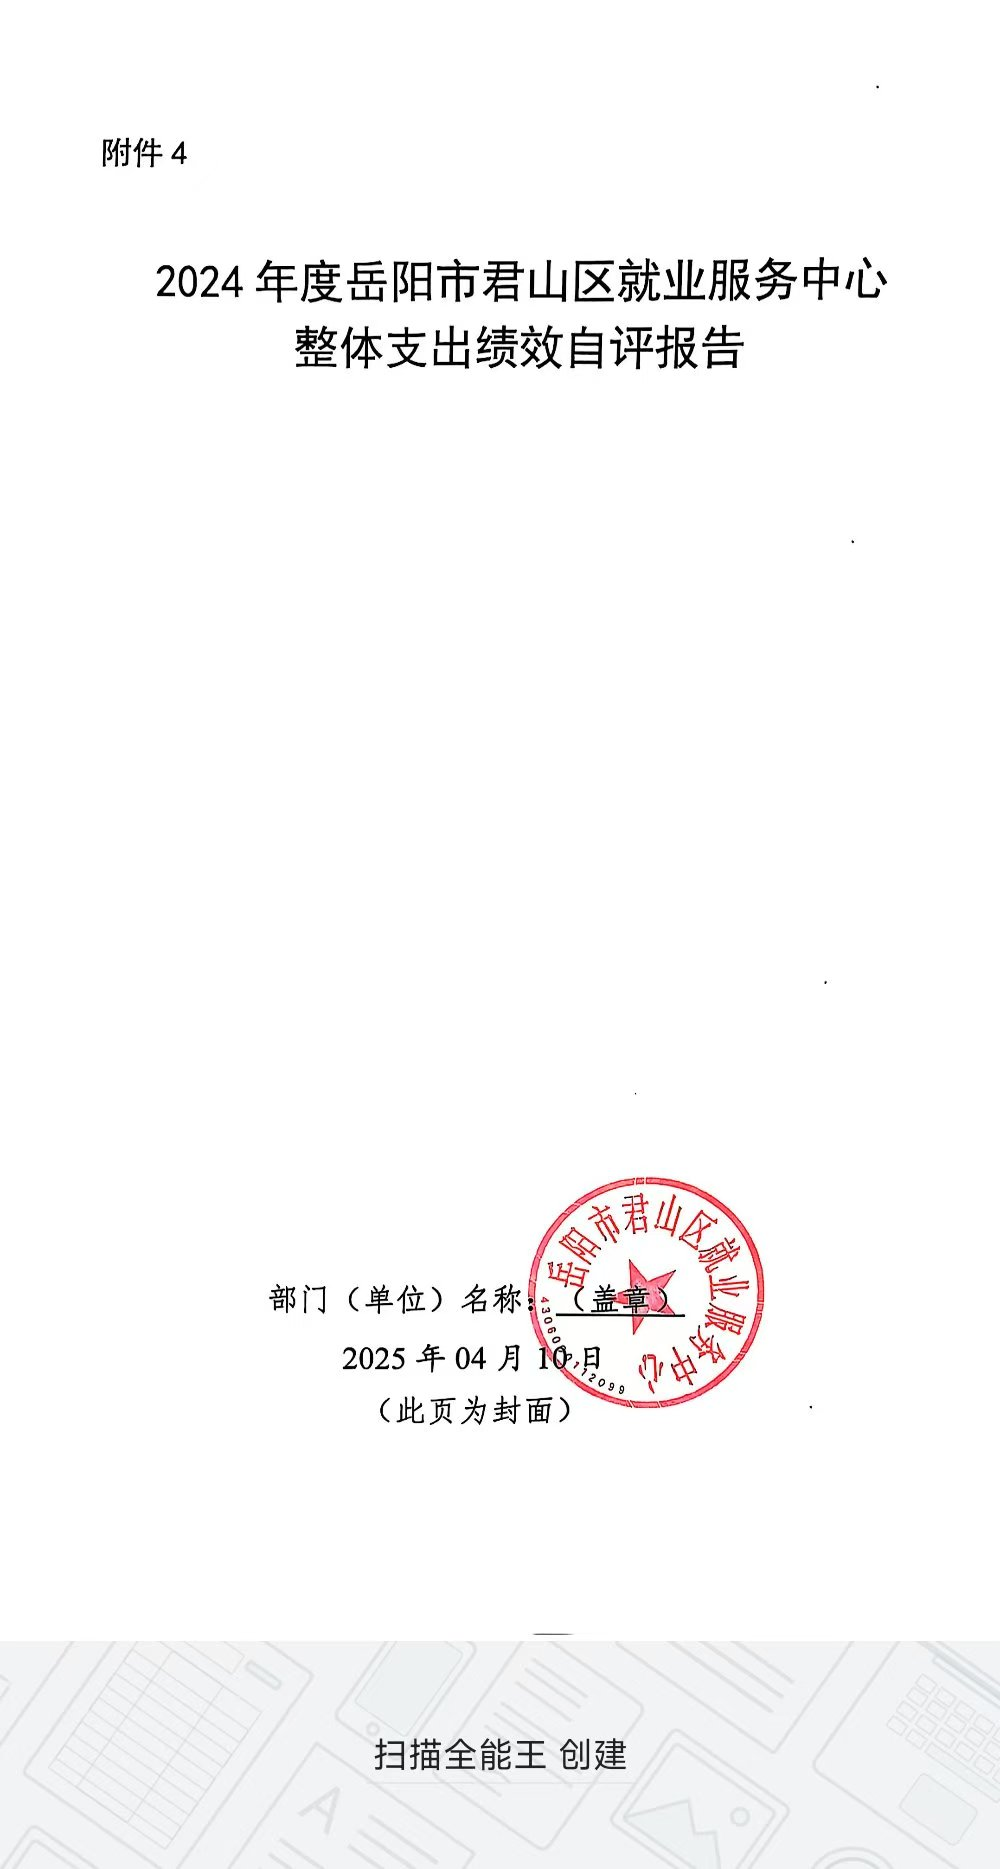 附件 4
2024 年度岳阳市君山区就业服务中心
整体支出绩效自评报告
岳阳市君山区就业服务中心
部门（单位）名称：（盖章）
2025 年 04 月 10 日
（此页为封面）
扫描全能王 创建